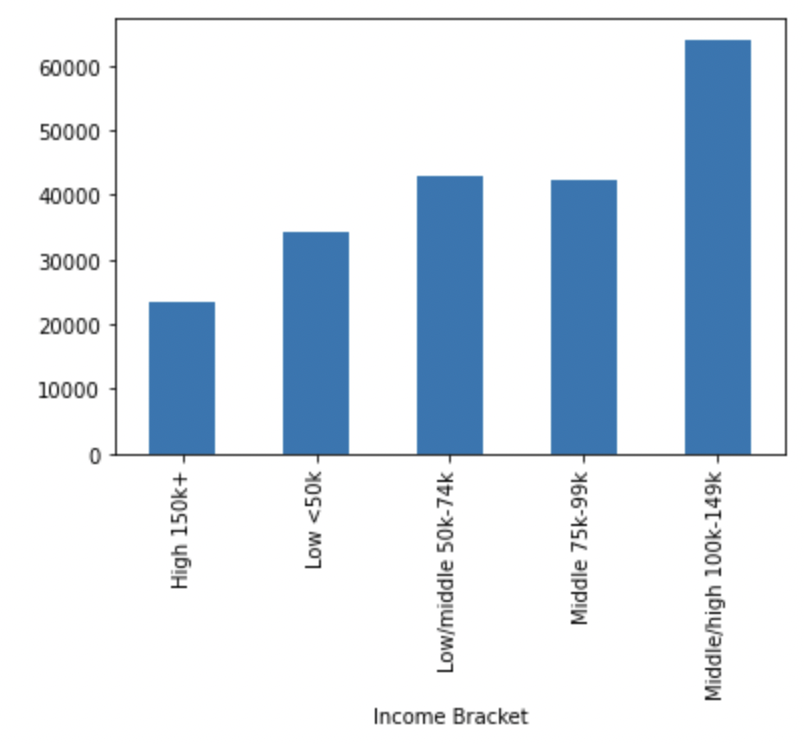 60000
50000
40000
30000
20000
10000
0
High 150k+
Low <50k
Low/middle 50k-74k
Middle 75k-99k
Middle/high 100k-149k
Income Bracket